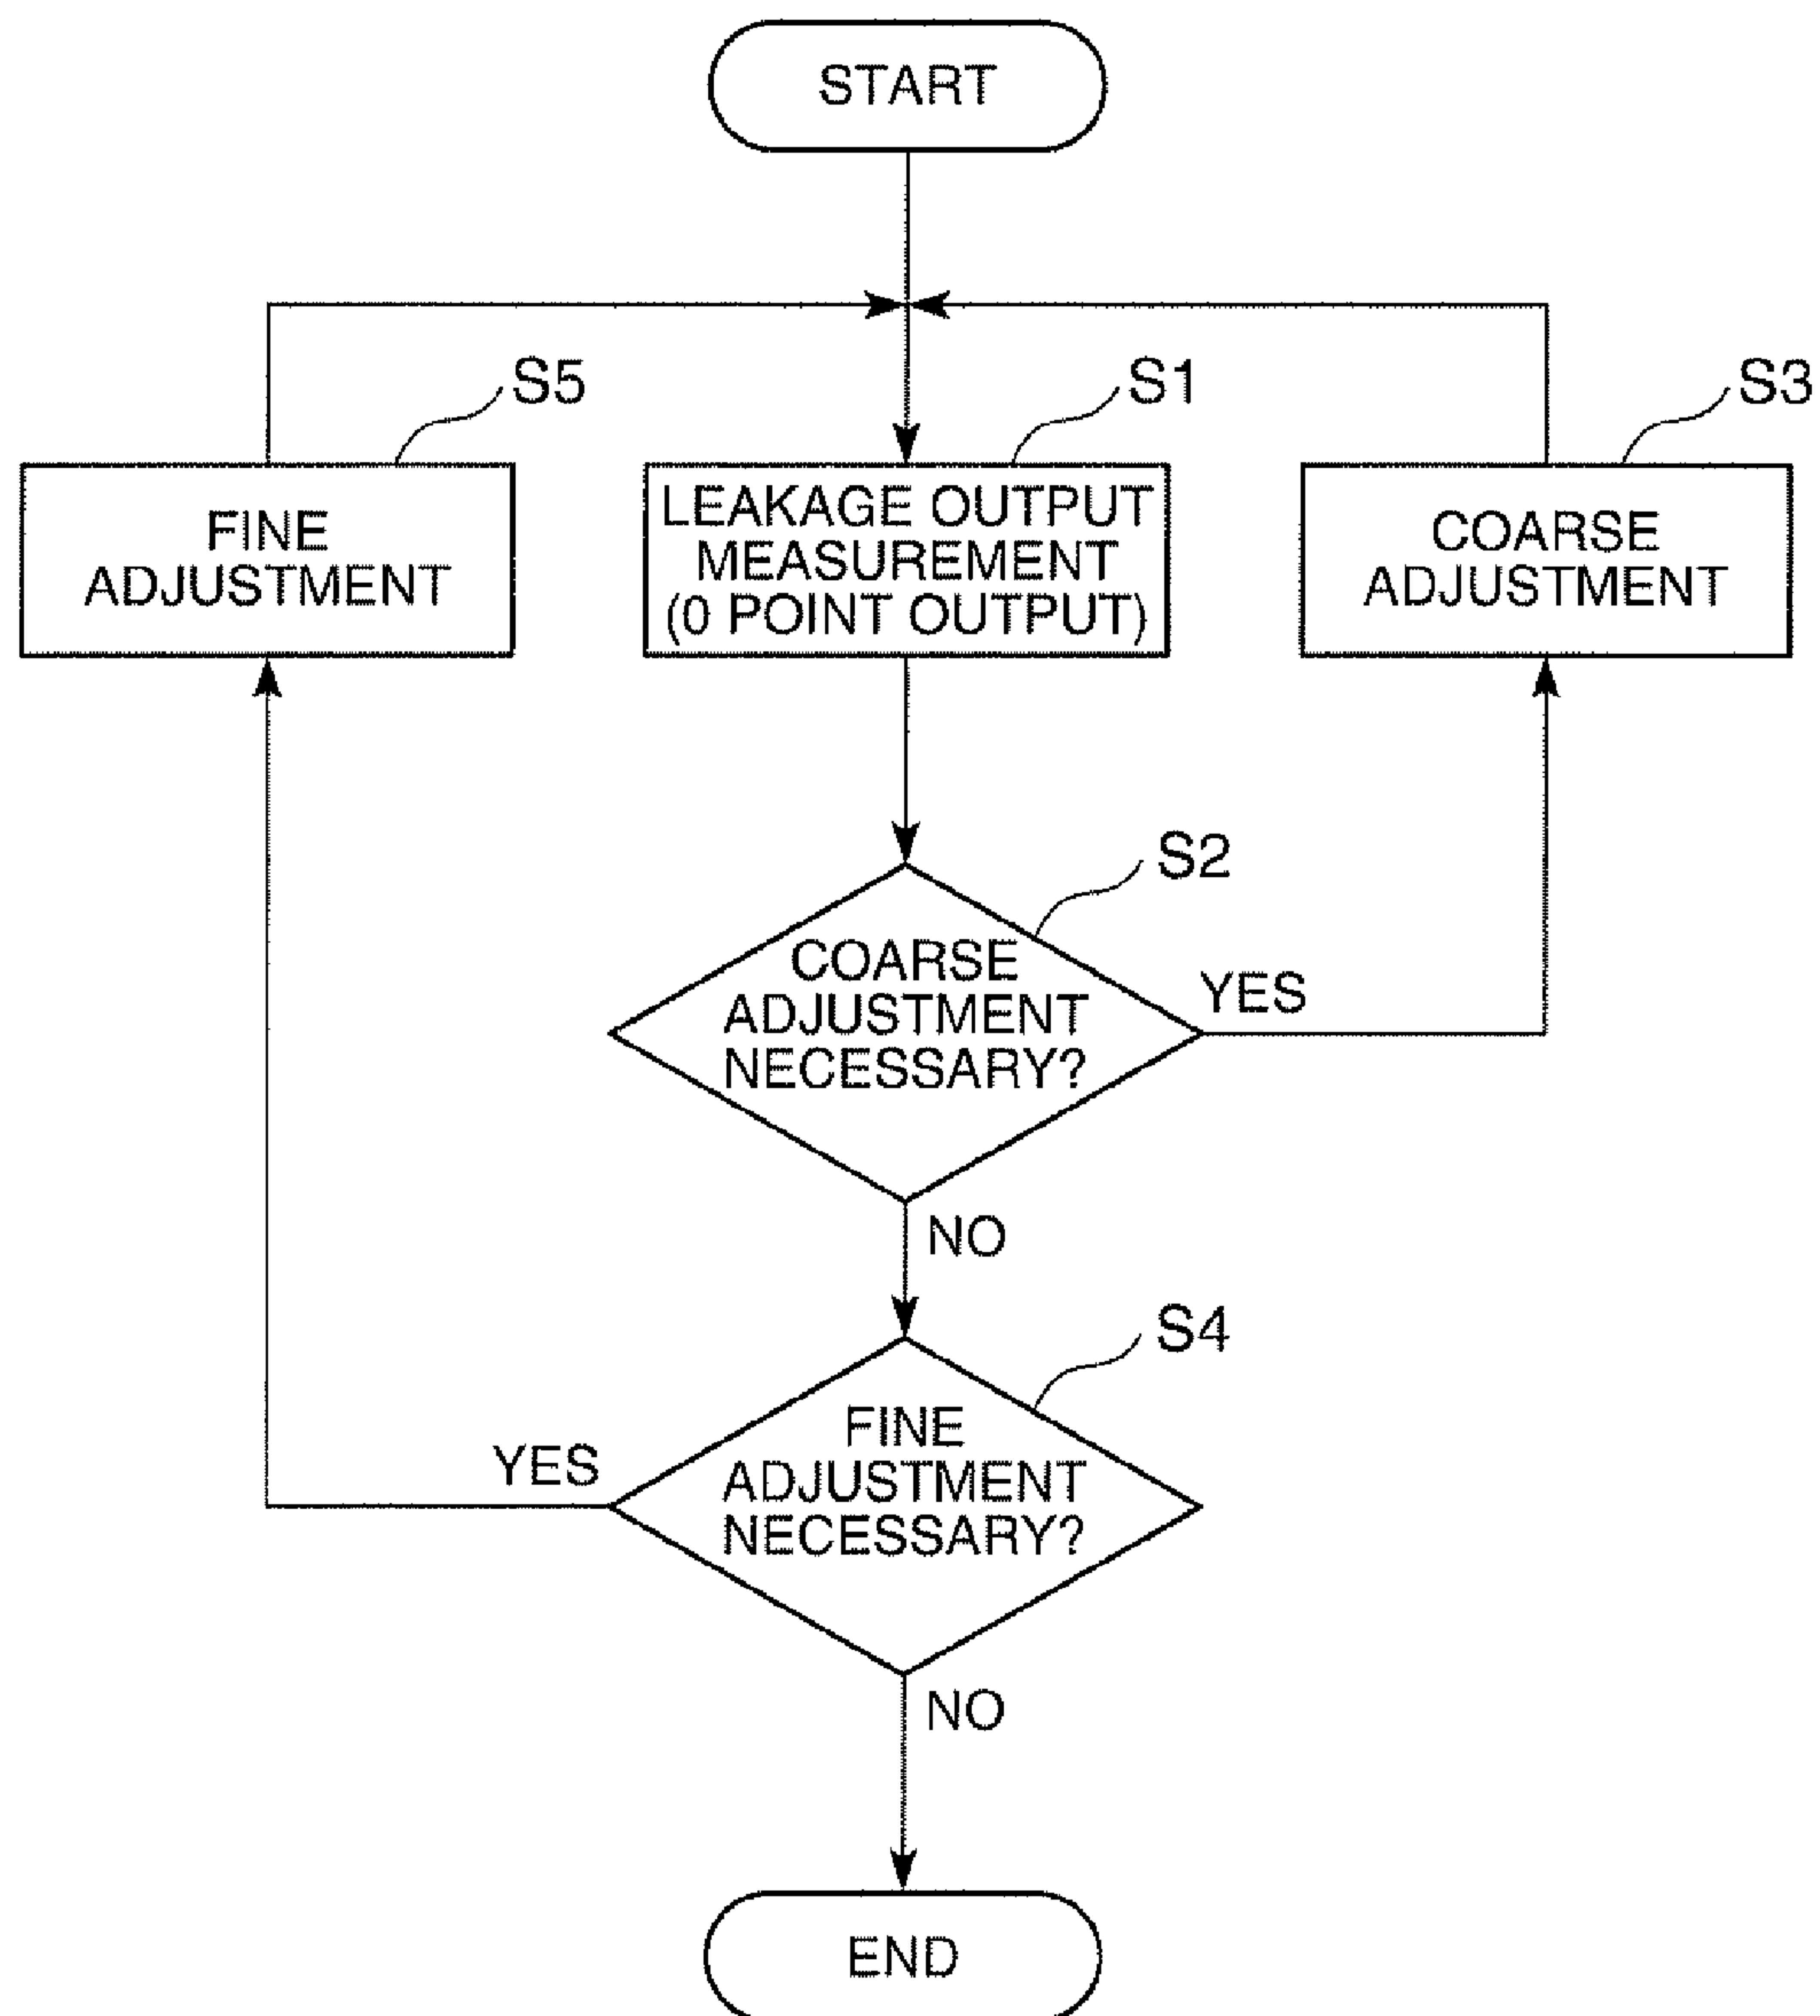 START
S5
S1
S3
FINE
ADJUSTMENT
LEAKAGE OUTPUT
MEASUREMENT
(0 POINT OUTPUT)
COARSE
ADJUSTMENT
S2
COARSE
ADJUSTMENT
NECESSARY?
YES
NO
S4
FINE
ADJUSTMENT
NECESSARY?
YES
NO
END